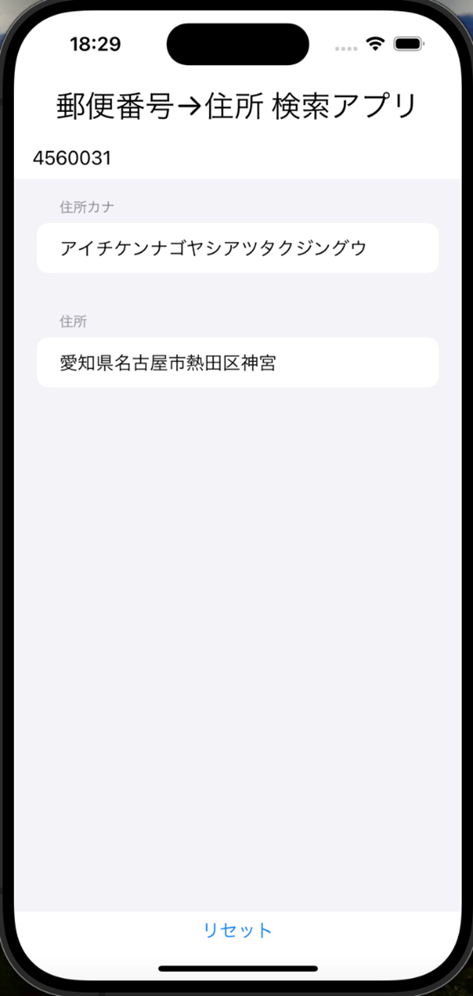 18:29
郵便番号→住所 検索アプリ
4560031
住所カナ
アイチケンナゴヤシアツタクジングウ
住所
愛知県名古屋市熱田区神宮
リセット